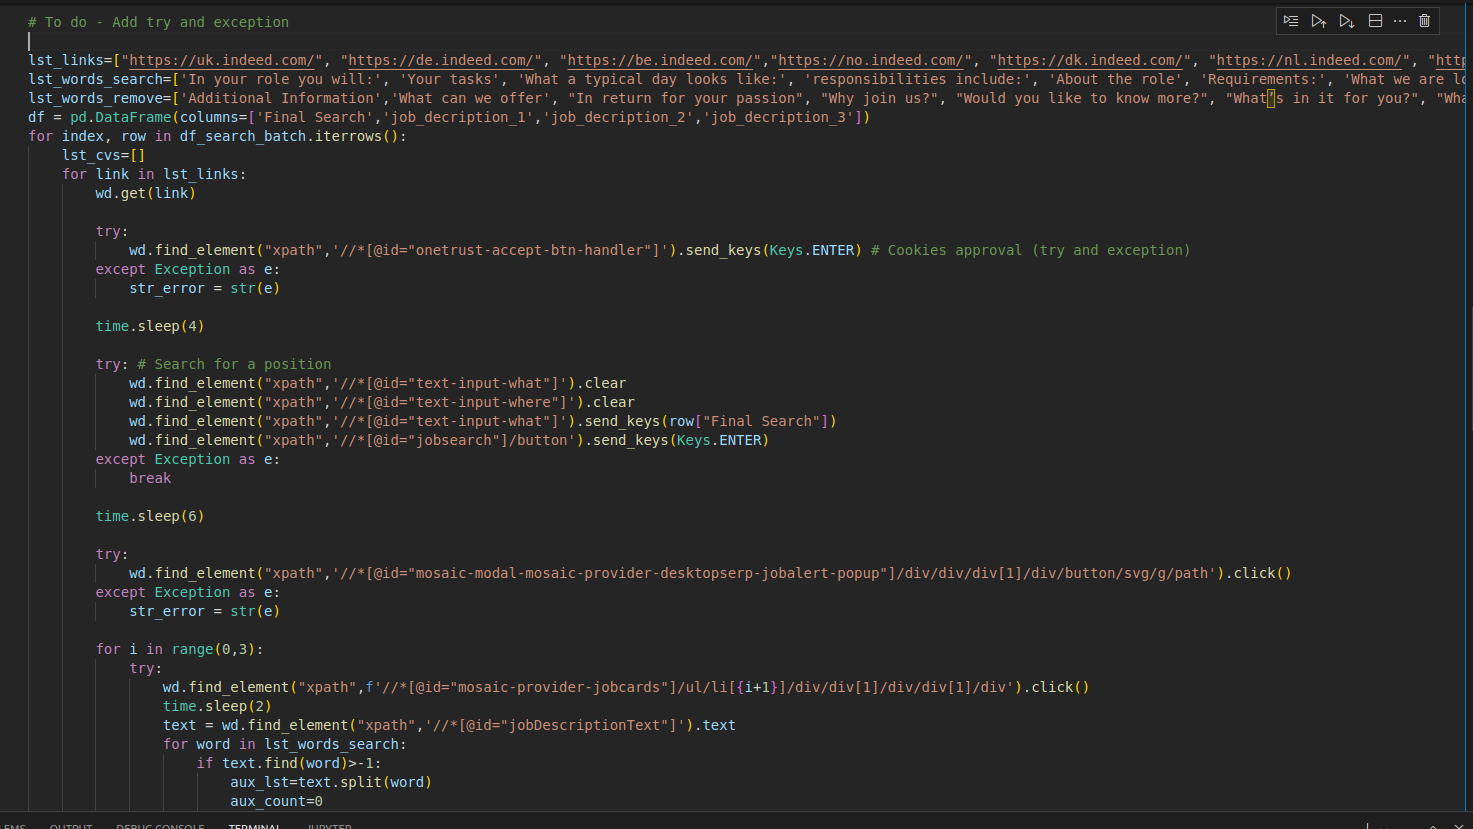 # To do - Add try and exception
lst_links=["https://uk.indeed.com/", "https://de.indeed.com/", "https://be.indeed.com/","https://no.indeed.com/", "https://dk.indeed.com/", "https://nl.indeed.com/", "http
lst_words_search=['In your role you will:', 'Your tasks', 'What a typical day looks like:', 'responsibilities include:', 'About the role', 'Requirements:', 'What we are lo
lst_words_remove=['Additional Information','What can we offer', "In return for your passion", "Why join us?", "Would you like to know more?", "What’s in it for you?", "Wha
df = pd.DataFrame(columns=['Final Search','job_decription_1','job_decription_2','job_decription_3'])
for index, row in df_search_batch.iterrows():
    lst_cvs=[]
    for link in lst_links:
        wd.get(link)
        try:
            wd.find_element("xpath",'//*[@id="onetrust-accept-btn-handler"]').send_keys(Keys.ENTER) # Cookies approval (try and exception)
        except Exception as e:
            str_error = str(e)
        time.sleep(4)
        try: # Search for a position
            wd.find_element("xpath",'//*[@id="text-input-what"]').clear
            wd.find_element("xpath",'//*[@id="text-input-where"]').clear
            wd.find_element("xpath",'//*[@id="text-input-what"]').send_keys(row["Final Search"])
            wd.find_element("xpath",'//*[@id="jobsearch"]/button').send_keys(Keys.ENTER)
        except Exception as e:
            break
        time.sleep(6)
        try:
            wd.find_element("xpath",'//*[@id="mosaic-modal-mosaic-provider-desktopserp-jobalert-popup"]/div/div/div[1]/div/button/svg/g/path').click()
        except Exception as e:
            str_error = str(e)
        for i in range(0,3):
            try:
                wd.find_element("xpath",f'//*[@id="mosaic-provider-jobcards"]/ul/li[{i+1}]/div/div[1]/div/div[1]/div').click()
                time.sleep(2)
                text = wd.find_element("xpath",'//*[@id="jobDescriptionText"]').text
                for word in lst_words_search:
                    if text.find(word)>-1:
                        aux_lst=text.split(word)
                        aux_count=0
LEMS OUTPUT DEBUG CONSOLE TERMINAL JUPYTER